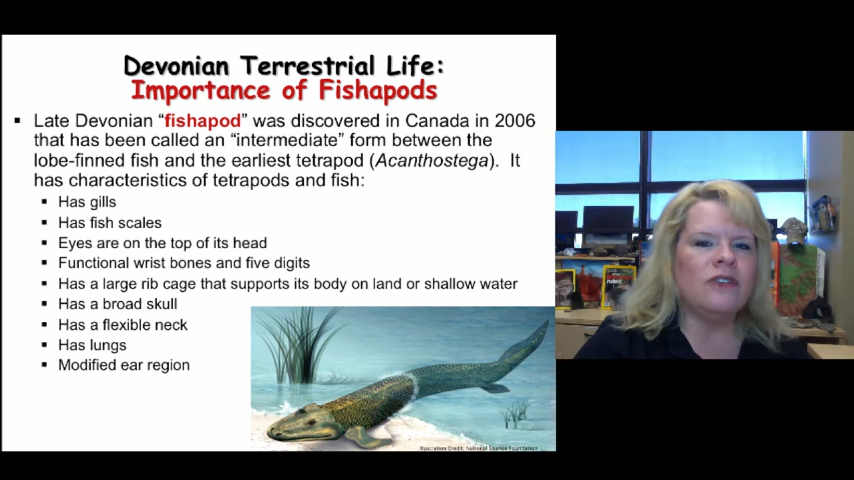 Devonian Terrestrial Life:
Importance of Fishapods
▪ Late Devonian “fishapod” was discovered in Canada in 2006
that has been called an “intermediate” form between the
lobe-finned fish and the earliest tetrapod (Acanthostega). It
has characteristics of tetrapods and fish:
▪ Has gills
▪ Has fish scales
▪ Eyes are on the top of its head
▪ Functional wrist bones and five digits
▪ Has a large rib cage that supports its body on land or shallow water
▪ Has a broad skull
▪ Has a flexible neck
▪ Has lungs
▪ Modified ear region
Illustration Credit: National Science Foundation